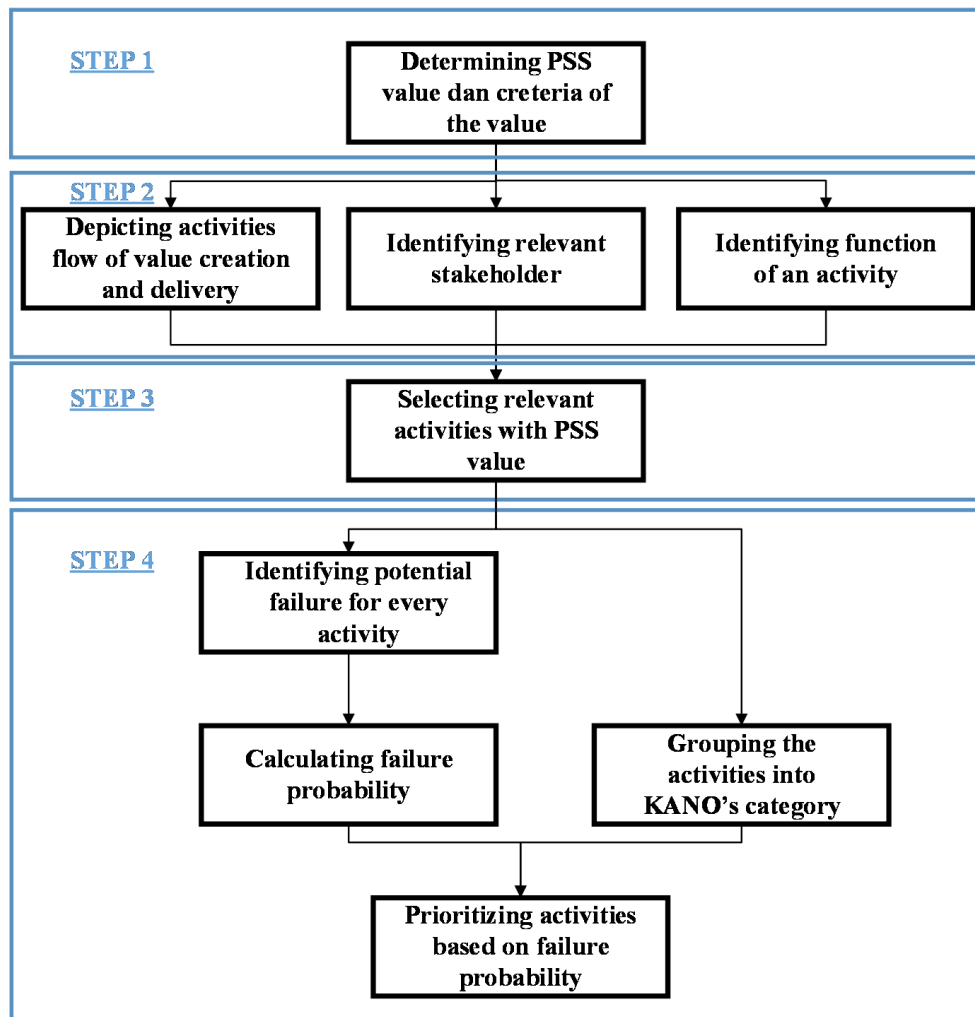 STEP 1
Determining PSS
value dan creteria of
the value
STEP 2
Depicting activities
flow of value creation
and delivery
Identifying relevant
stakeholder
Identifying function
of an activity
STEP 3
Selecting relevant
activities with PSS
value
STEP 4
Identifying potential
failure for every
activity
Calculating failure
probability
Grouping the
activities into
KANO’s category
Prioritizing activities
based on failure
probability